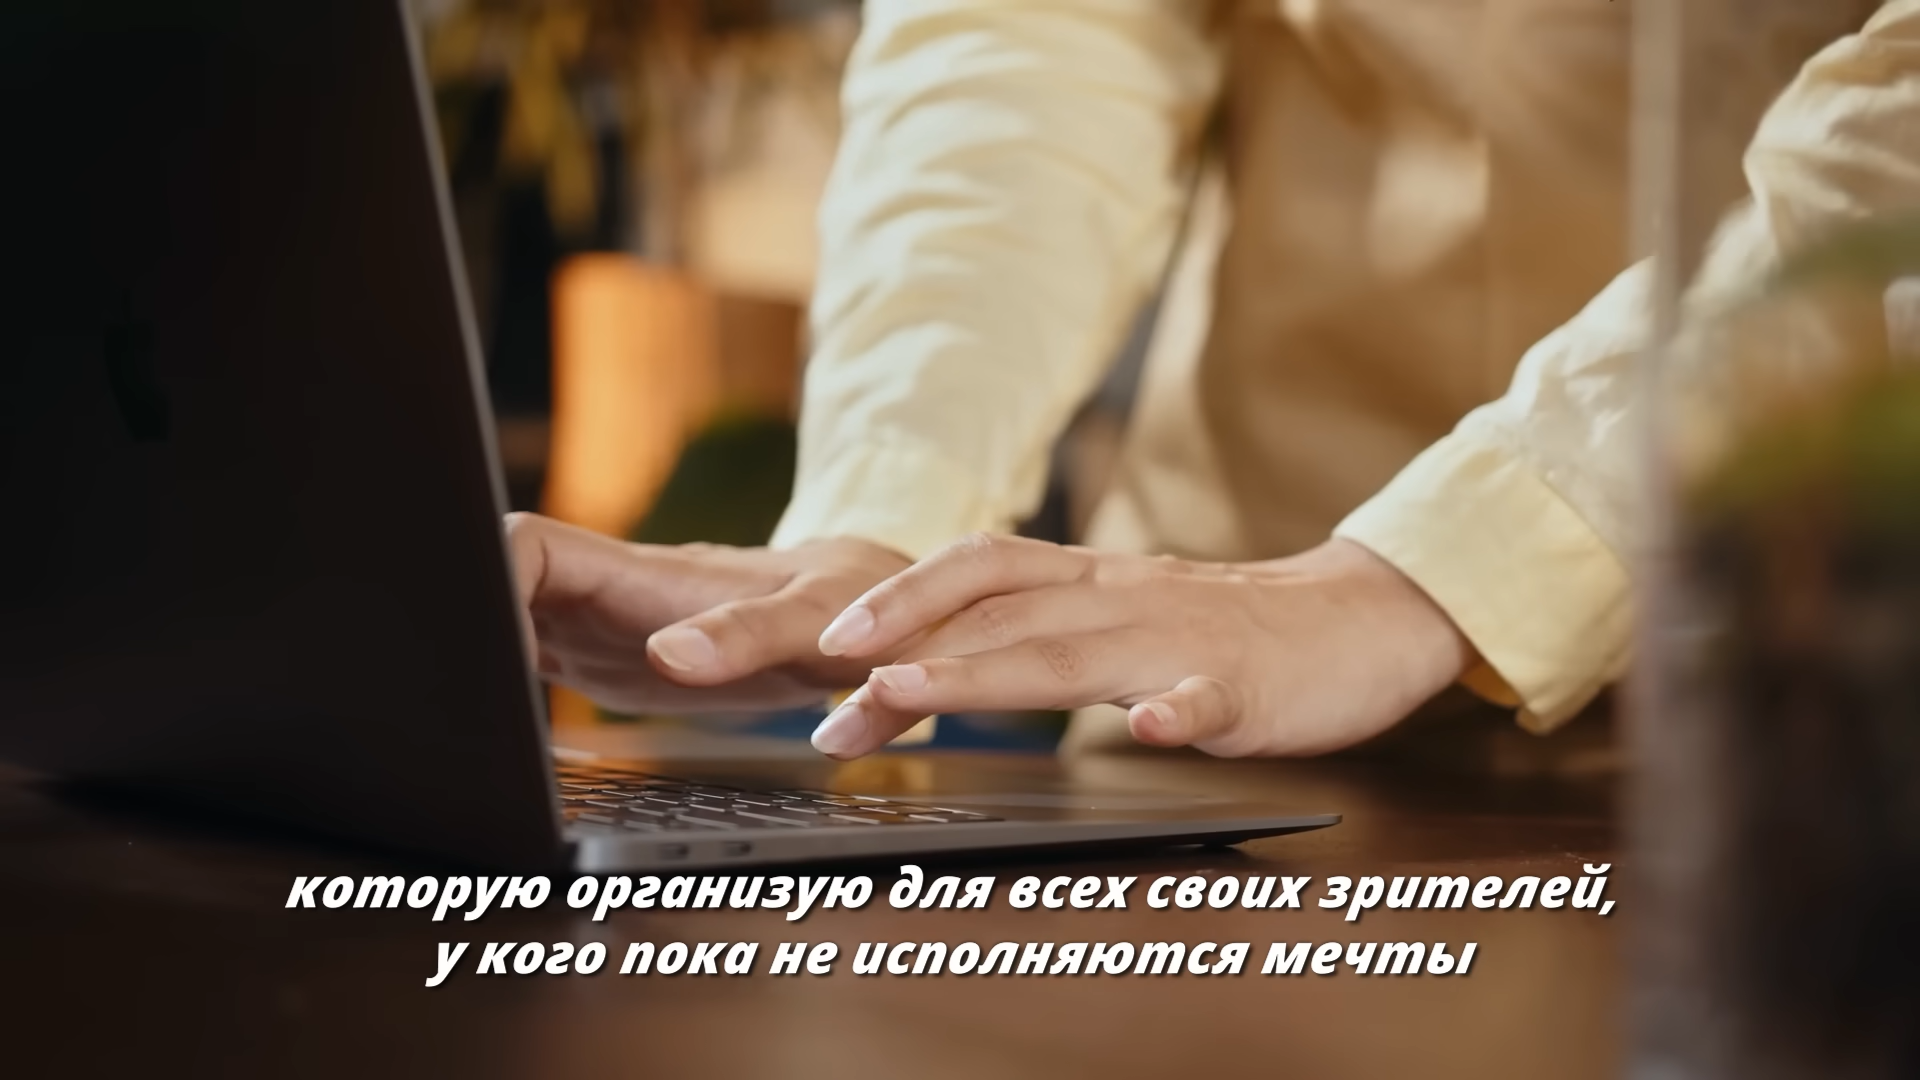 которую организую для всех своих зрителей,
у кого пока не исполняются мечты